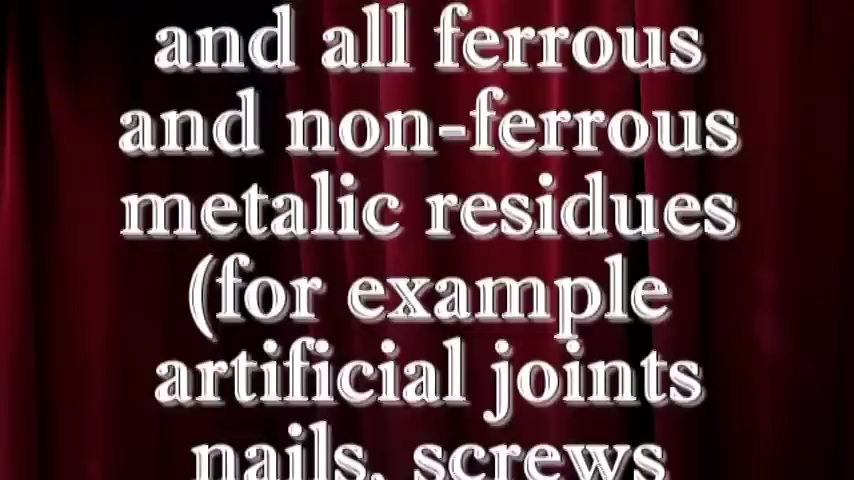 and all ferrous
and non-ferrous
metalic residues
(for example
artificial joints
nails, screws